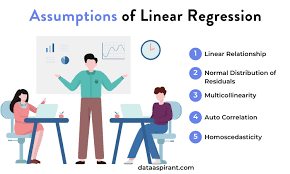 Assumptions of Linear Regression
1 Linear Relationship
2 Normal Distribution of
Residuals
3 Multicollinarity
4 Auto Correlation
5 Homoscedasticity
dataaspirant.com